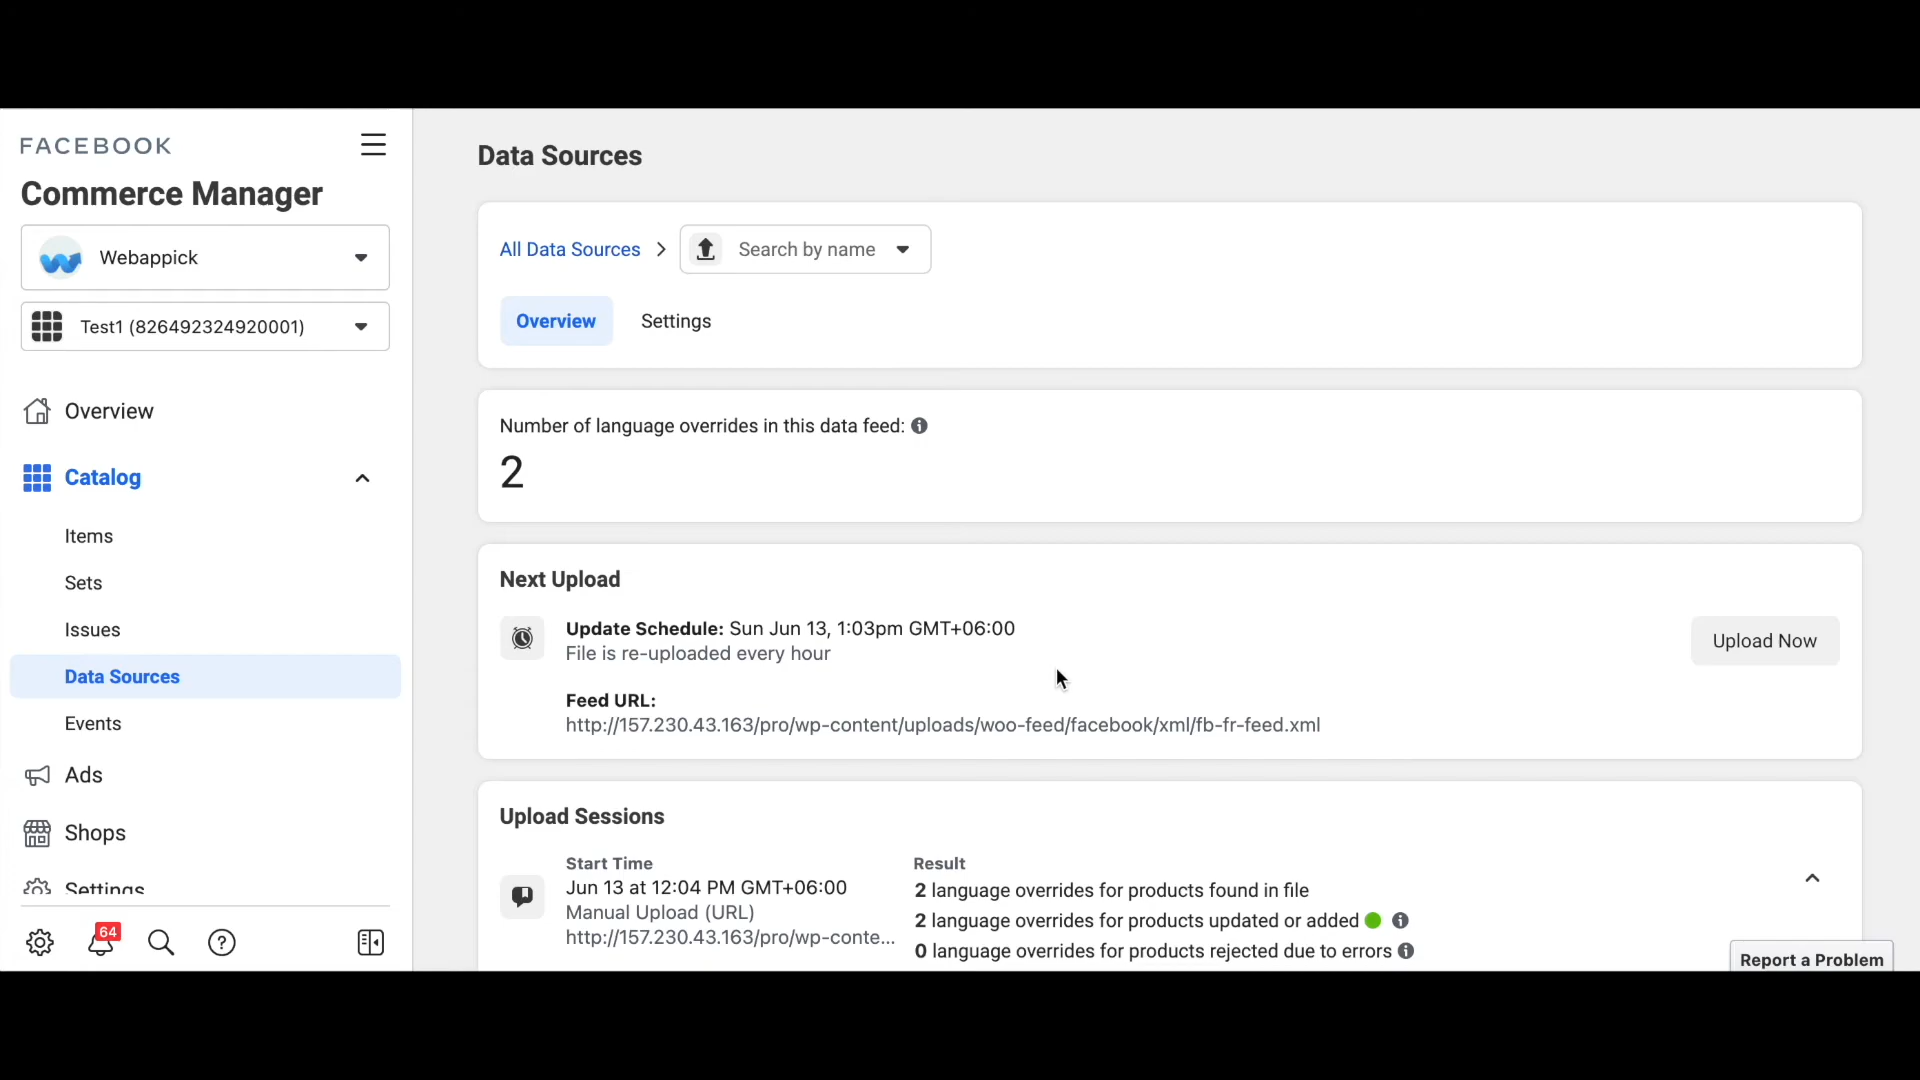 FACEBOOK
Commerce Manager
Webappick
Test1 (826492324920001)
Overview
Catalog
Items
Sets
Issues
Data Sources
Events
Ads
Shops
Settings
64
Data Sources
All Data Sources
Search by name
Overview
Settings
Number of language overrides in this data feed:
2
Next Upload
Update Schedule: Sun Jun 13, 1:03pm GMT+06:00
File is re-uploaded every hour
Upload Now
Feed URL:
http://157.230.43.163/pro/wp-content/uploads/woo-feed/facebook/xml/fb-fr-feed.xml
Upload Sessions
Start Time
Jun 13 at 12:04 PM GMT+06:00
Manual Upload (URL)
http://157.230.43.163/pro/wp-conte...
Result
2 language overrides for products found in file
2 language overrides for products updated or added
0 language overrides for products rejected due to errors
Report a Problem